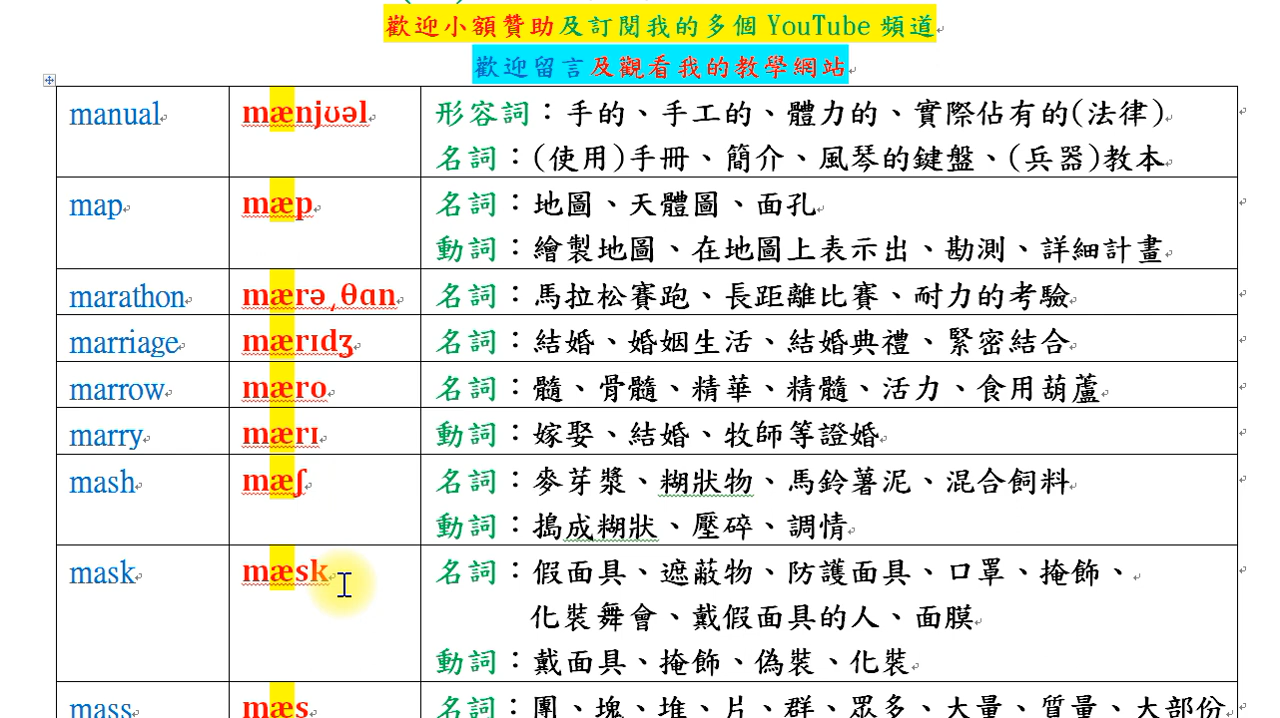 歡迎小額贊助及訂閱我的多個 YouTube 頻道
歡迎留言及觀看我的教學網站
manual mænjʊəl 形容詞：手的、手工的、體力的、實際佔有的(法律)
名詞：(使用)手冊、簡介、風琴的鍵盤、(兵器)教本
map mæp 名詞：地圖、天體圖、面孔
動詞：繪製地圖、在地圖上表示出、勘測、詳細計畫
marathon mærə͵θɑn 名詞：馬拉松賽跑、長距離比賽、耐力的考驗
marriage mærɪdʒ 名詞：結婚、婚姻生活、結婚典禮、緊密結合
marrow mæro 名詞：髓、骨髓、精華、精髓、活力、食用葫蘆
marry mærɪ 動詞：嫁娶、結婚、牧師等證婚
mash mæʃ 名詞：麥芽漿、糊狀物、馬鈴薯泥、混合飼料
動詞：搗成糊狀、壓碎、調情
mask mæsk 名詞：假面具、遮蔽物、防護面具、口罩、掩飾、
化裝舞會、戴假面具的人、面膜
動詞：戴面具、掩飾、偽裝、化裝
mass mæs 名詞：團、塊、堆、片、群、眾多、大量、質量、大部份